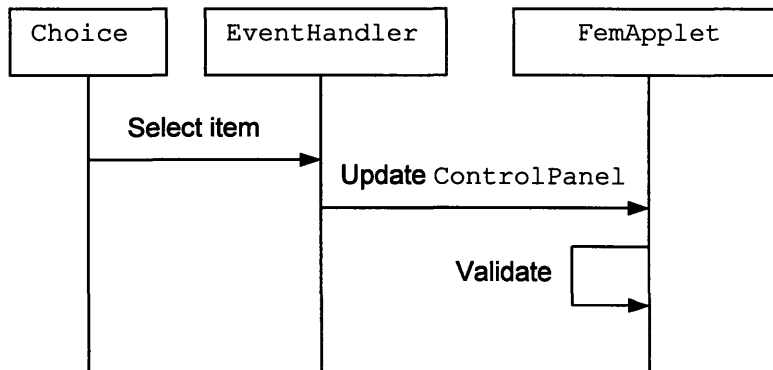 Choice
EventHandler
FemApplet
Select item
Update ControlPanel
Validate